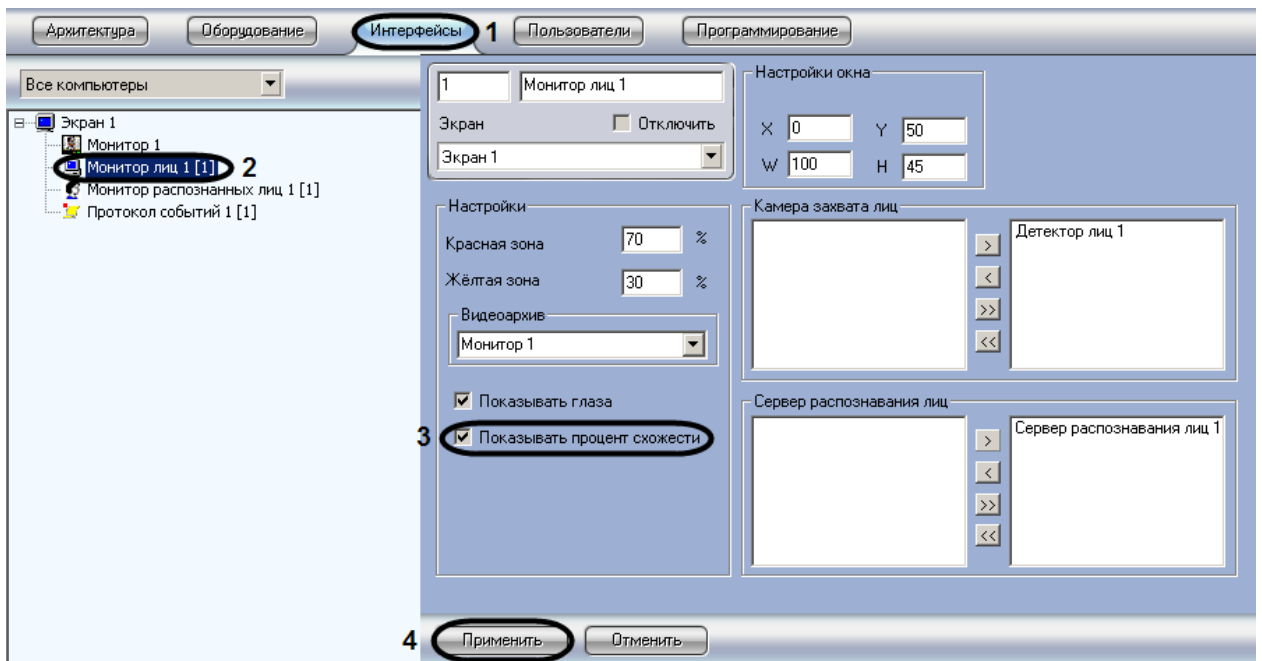 Архитектура Оборудование Интерфейсы 1 Пользователи Программирование
Все компьютеры
Экран 1
Монитор 1
Монитор лиц 1 [1] 2
Монитор распознанных лиц 1 [1]
Протокол событий 1 [1]
1 Монитор лиц 1
Экран Отключить
Экран 1
Настройки окна
X 0 Y 50
W 100 H 45
Настройки
Красная зона 70 %
Жёлтая зона 30 %
Видеоархив
Монитор 1
Показывать глаза
3 Показывать процент схожести
Камера захвата лиц
Детектор лиц 1
>
<
>>
<<
Сервер распознавания лиц
Сервер распознавания лиц 1
>
<
>>
<<
4 Применить Отменить